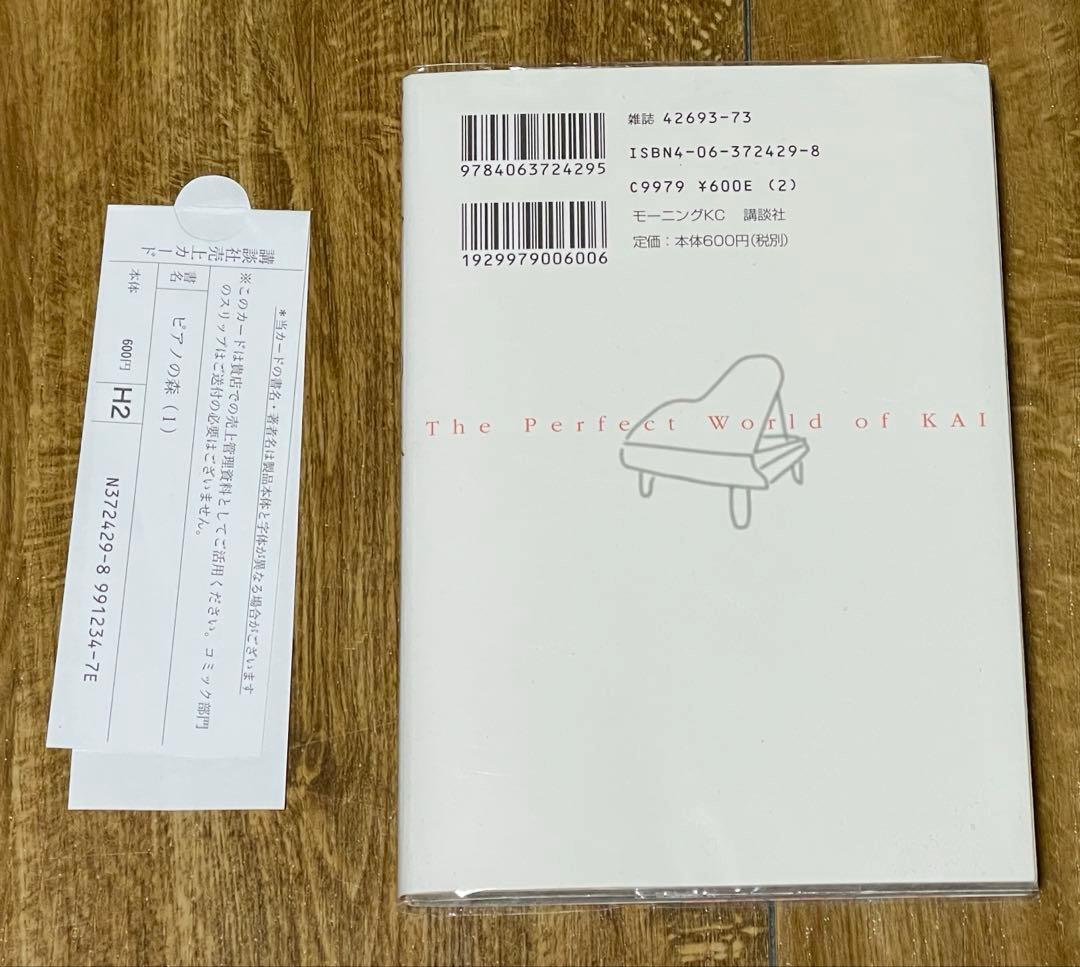 講談社売上カード
*当カードの書名・著者名は製品本体と字体が異なる場合がございます
※このカードは貴店での売上管理資料としてご活用ください。コミック部門
のスリップはご送付の必要はございません。
書名
ピアノの森(1)
本体
600円
H2
N372429-8 991234-7E
9784063724295
1929979006006
雑誌 42693-73
ISBN4-06-372429-8
C9979 ¥600E (2)
モーニングKC 講談社
定価:本体600円(税別)
The Perfect World of KAI